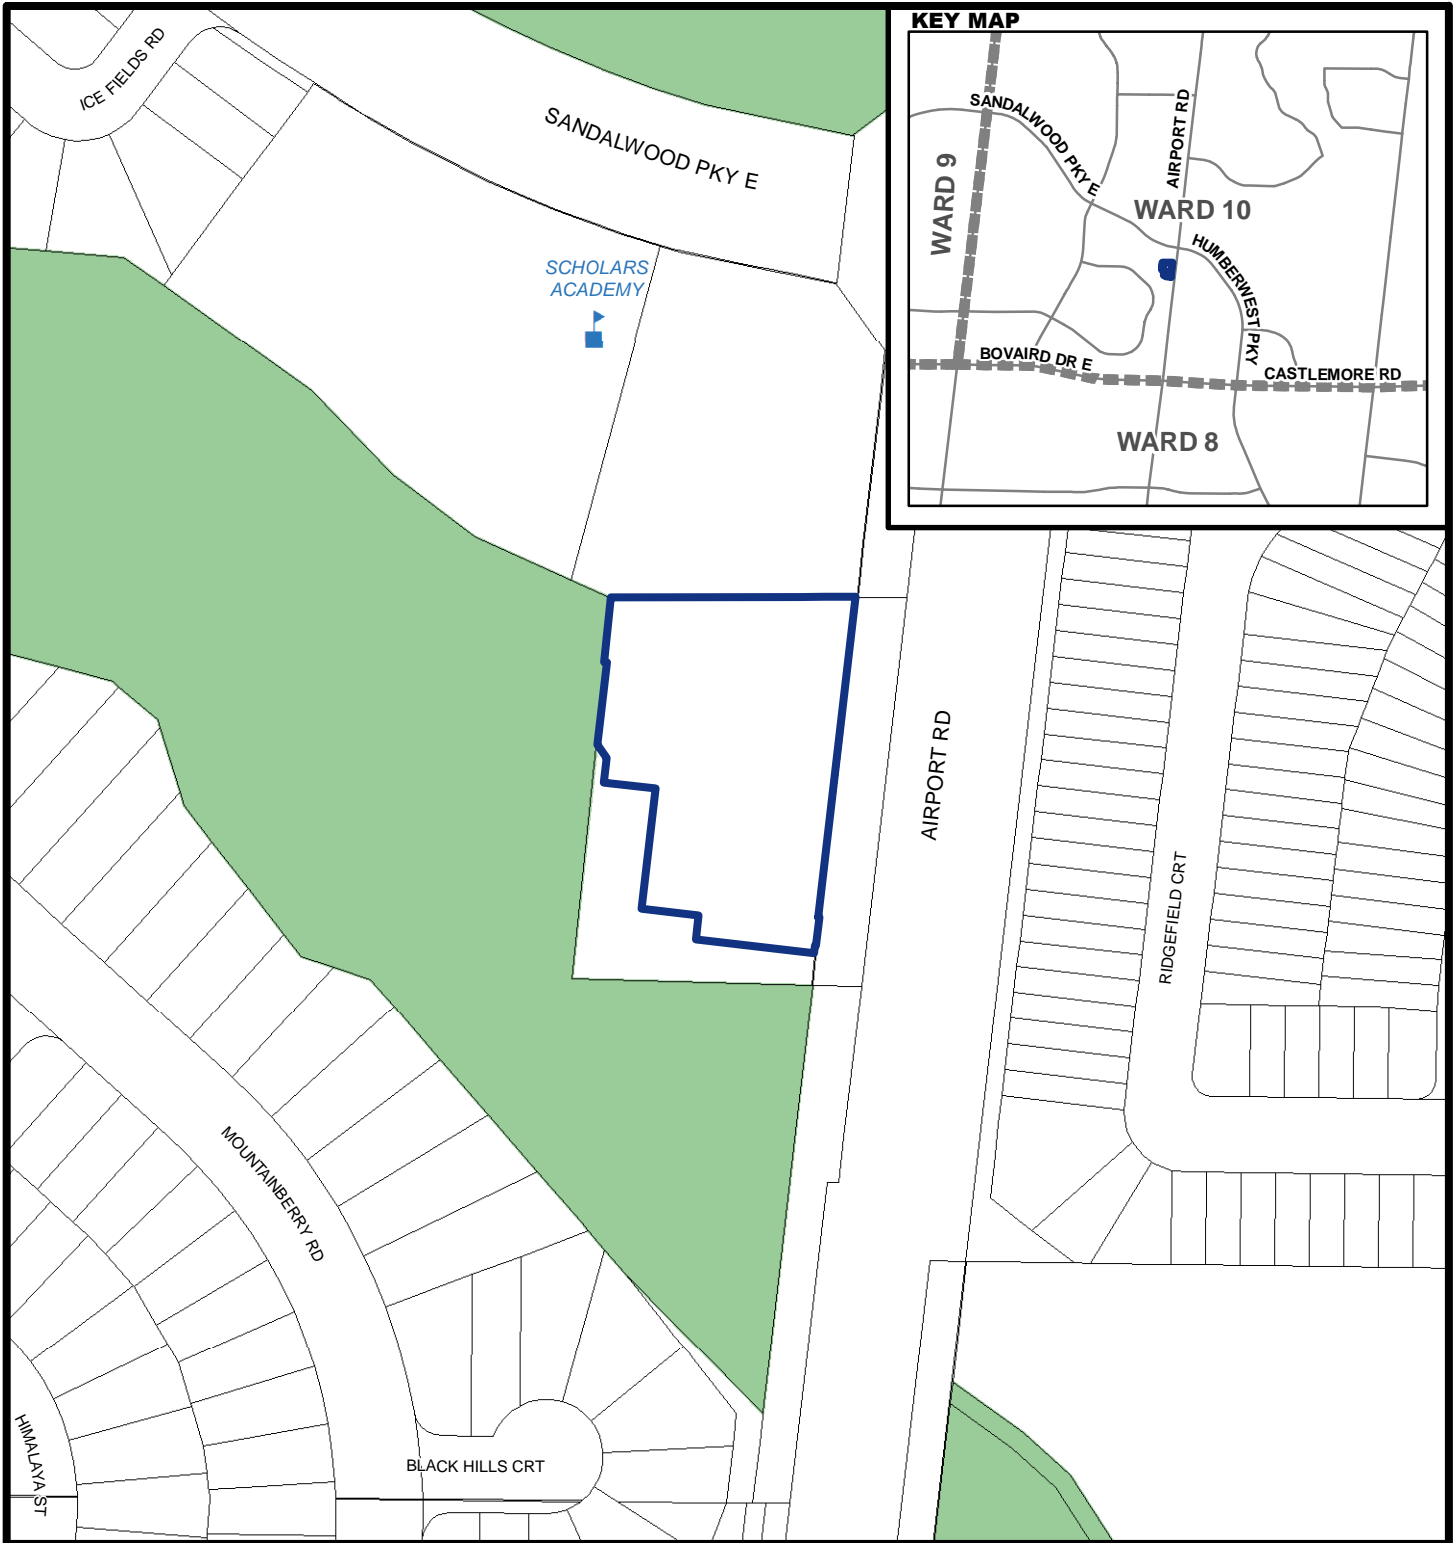 KEY MAP
SANDALWOOD PKY E
AIRPORT RD
WARD 9
WARD 10
HUMBERWEST PKY
BOVAIRD DR E
CASTLEMORE RD
WARD 8
ICE FIELDS RD
SANDALWOOD PKY E
SCHOLARS
ACADEMY
AIRPORT RD
RIDGEFIELD CRT
MOUNTAINBERRY RD
HIMALAYA ST
BLACK HILLS CRT